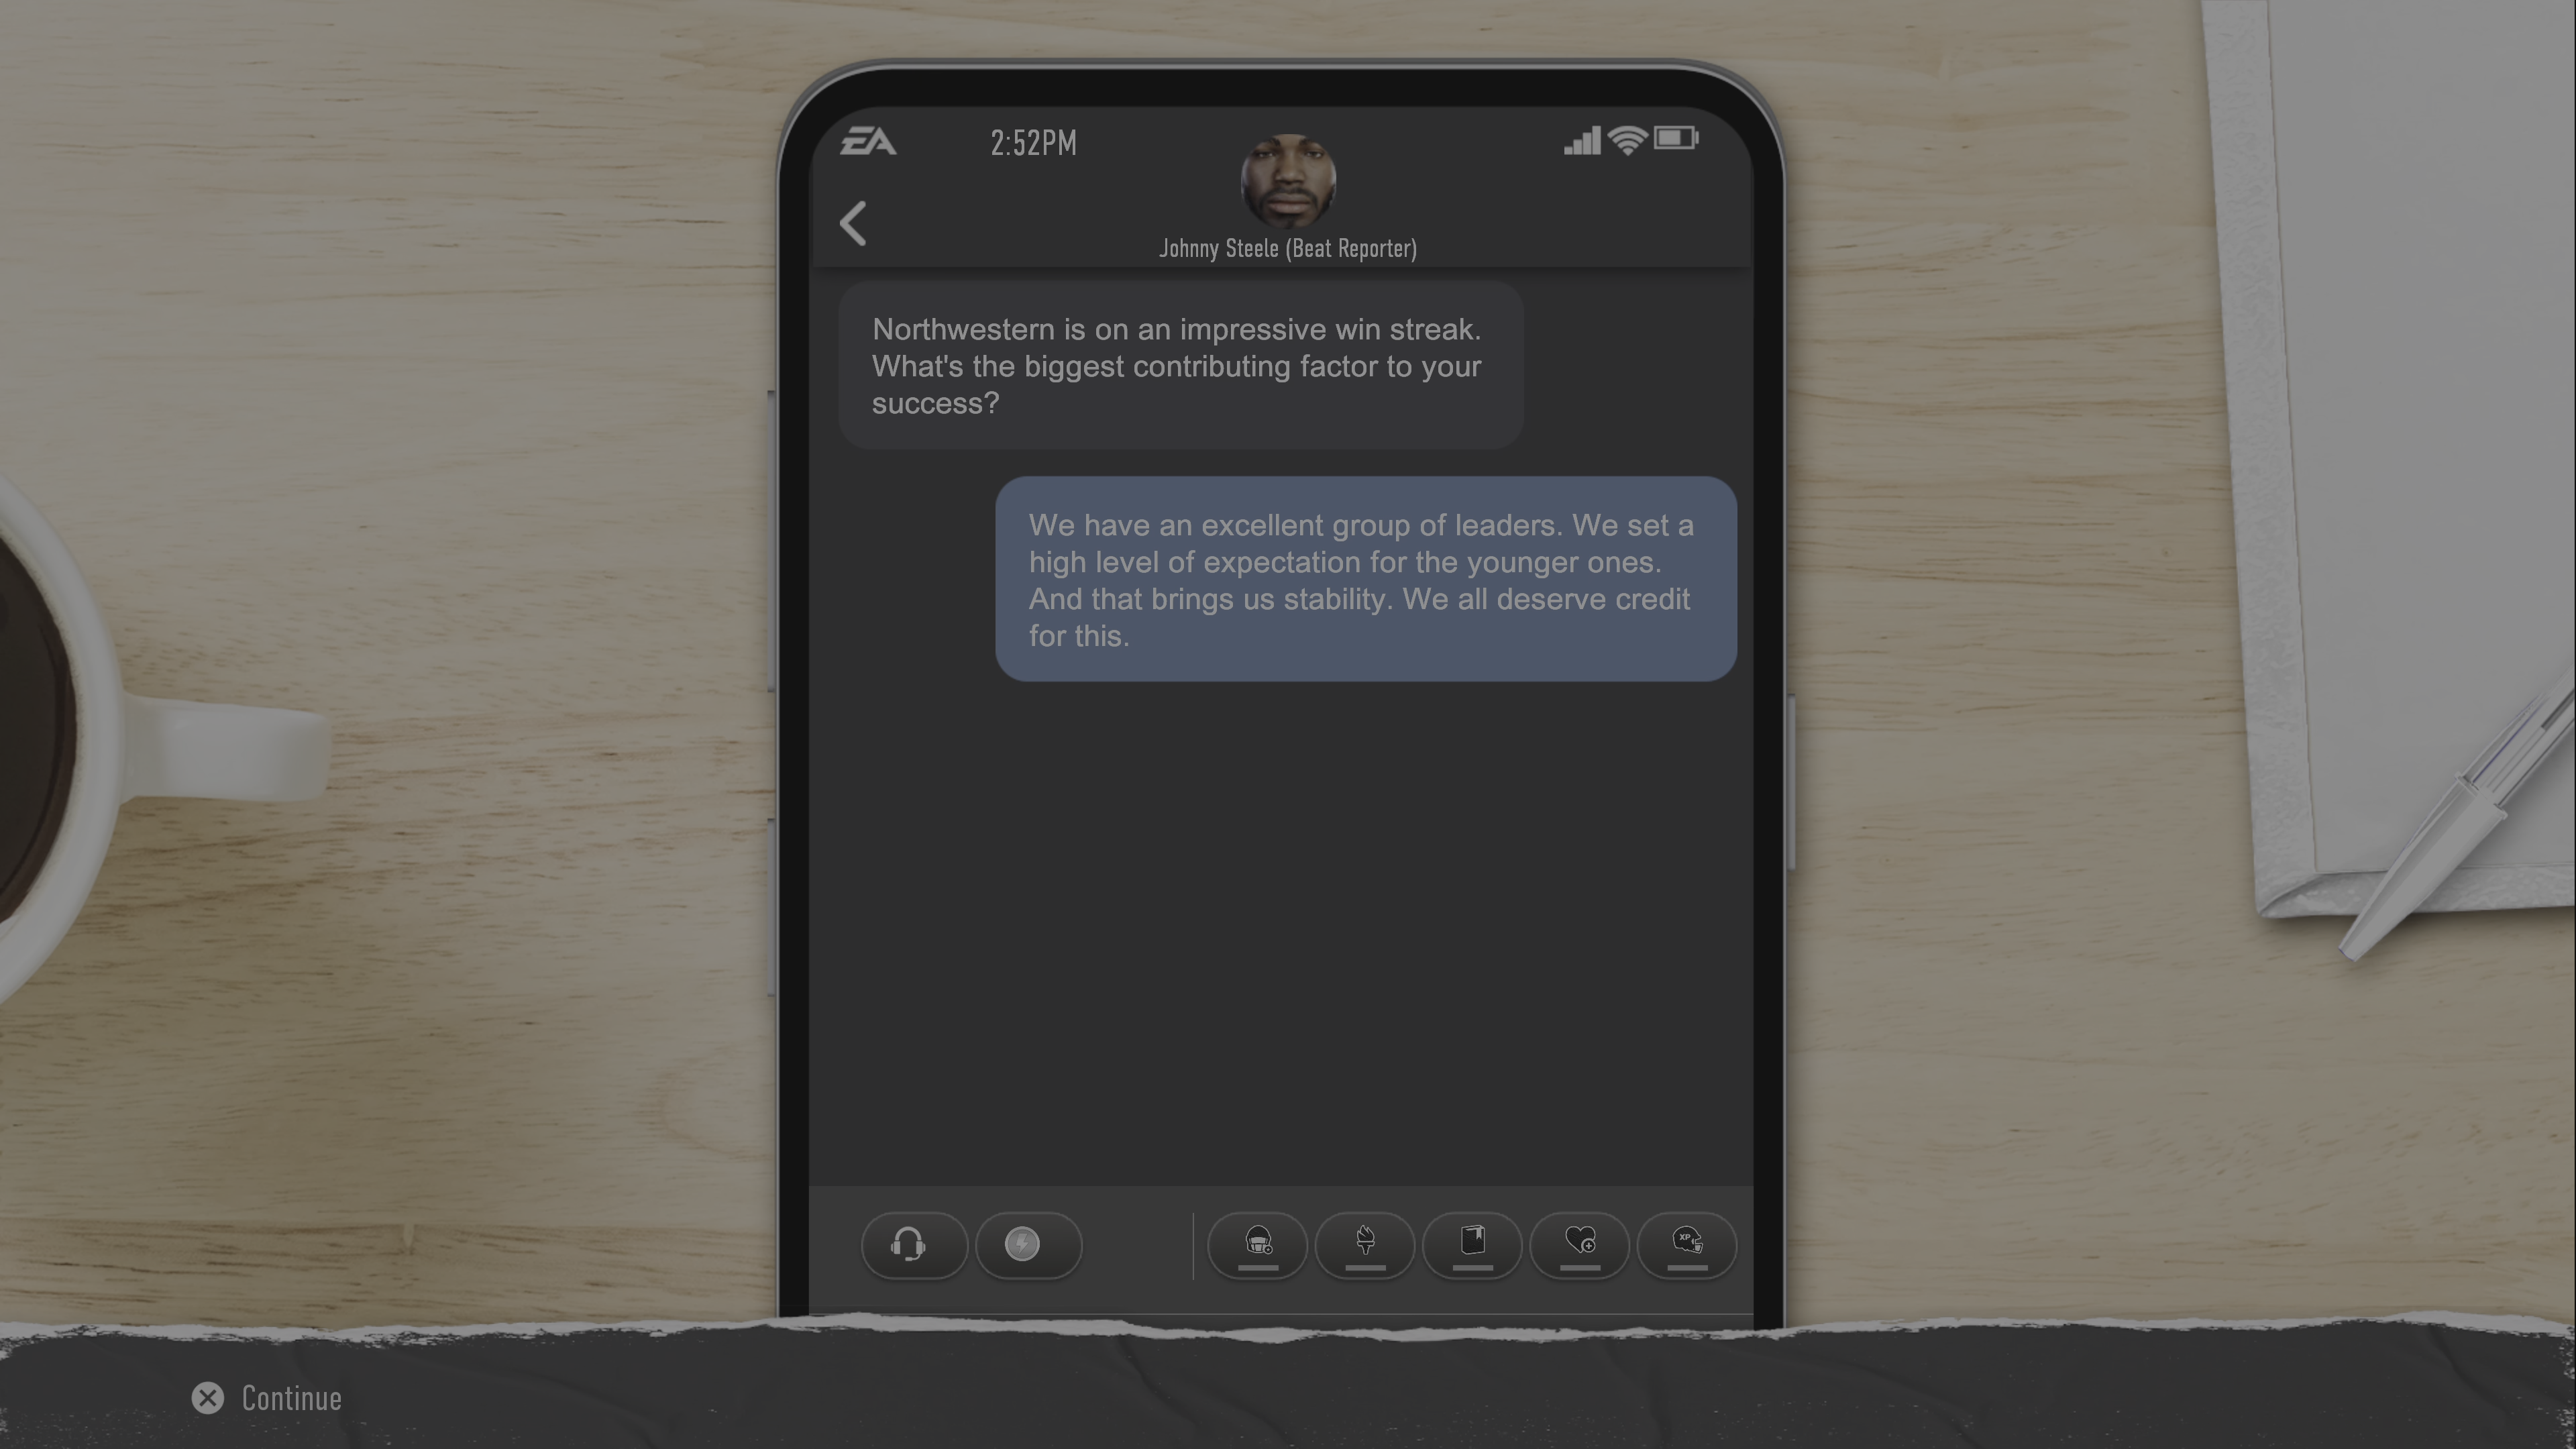 EA
2:52PM
Johnny Steele (Beat Reporter)
Northwestern is on an impressive win streak.
What's the biggest contributing factor to your
success?
We have an excellent group of leaders. We set a
high level of expectation for the younger ones.
And that brings us stability. We all deserve credit
for this.
XP
Continue